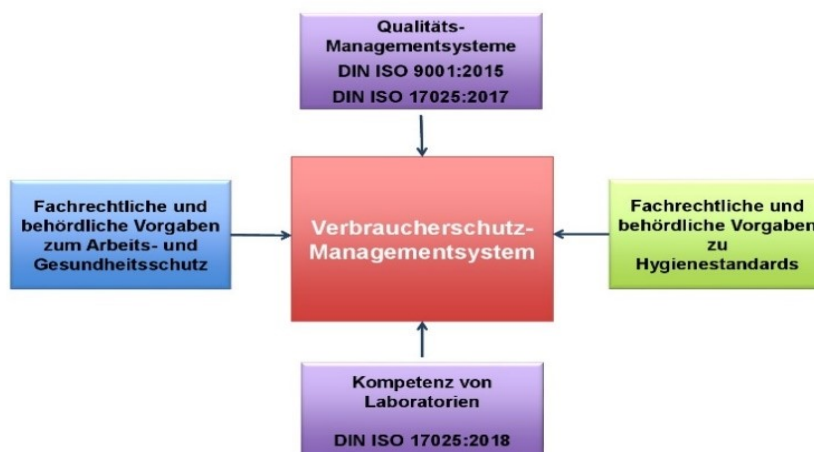 Qualitäts-
Managementsysteme
DIN ISO 9001:2015
DIN ISO 17025:2017
Fachrechtliche und
behördliche Vorgaben
zum Arbeits- und
Gesundheitsschutz
Verbraucherschutz-
Managementsystem
Fachrechtliche und
behördliche Vorgaben
zu
Hygienestandards
Kompetenz von
Laboratorien
DIN ISO 17025:2018